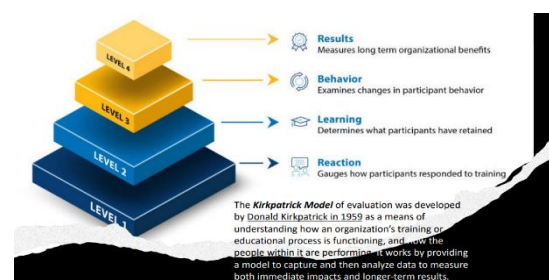 Results
Measures long term organizational benefits
LEVEL 4
Behavior
Examines changes in participant behavior
LEVEL 3
Learning
Determines what participants have retained
LEVEL 2
Reaction
Gauges how participants responded to training
LEVEL 1
The Kirkpatrick Model of evaluation was developed
by Donald Kirkpatrick in 1959 as a means of
understanding how an organization's training or
educational process is functioning, and how the
people within it are performing. It works by providing
a model to capture and then analyze data to measure
both immediate impacts and longer-term results.